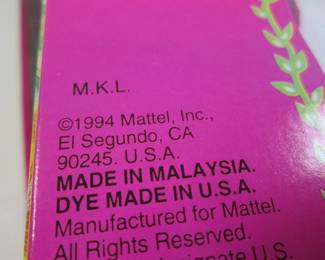 M.K.L.
©1994 Mattel, Inc.,
El Segundo, CA
90245. U.S.A.
MADE IN MALAYSIA.
DYE MADE IN U.S.A.
Manufactured for Mattel.
All Rights Reserved.
designate U.S.